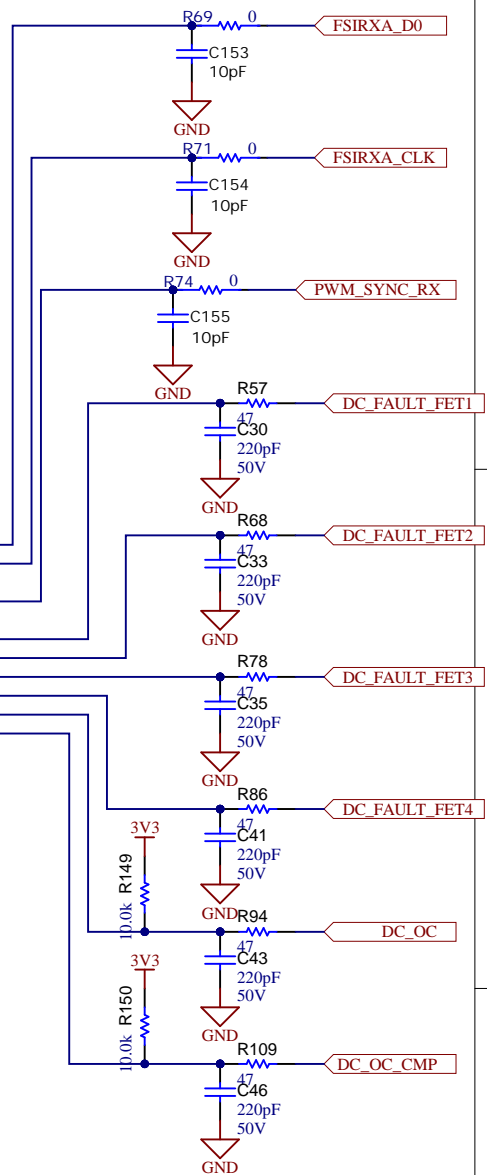 R69 0 FSIRXA_D0
C153
10pF
GND
R71 0 FSIRXA_CLK
C154
10pF
GND
R74 0 PWM_SYNC_RX
C155
10pF
GND
R57 DC_FAULT_FET1
47
C30
220pF
50V
GND
R68 DC_FAULT_FET2
47
C33
220pF
50V
GND
R78 DC_FAULT_FET3
47
C35
220pF
50V
GND
R86 DC_FAULT_FET4
47
C41
220pF
50V
GND
3V3
R149
10.0k
R94 DC_OC
47
C43
220pF
50V
GND
3V3
R150
10.0k
R109 DC_OC_CMP
47
C46
220pF
50V
GND